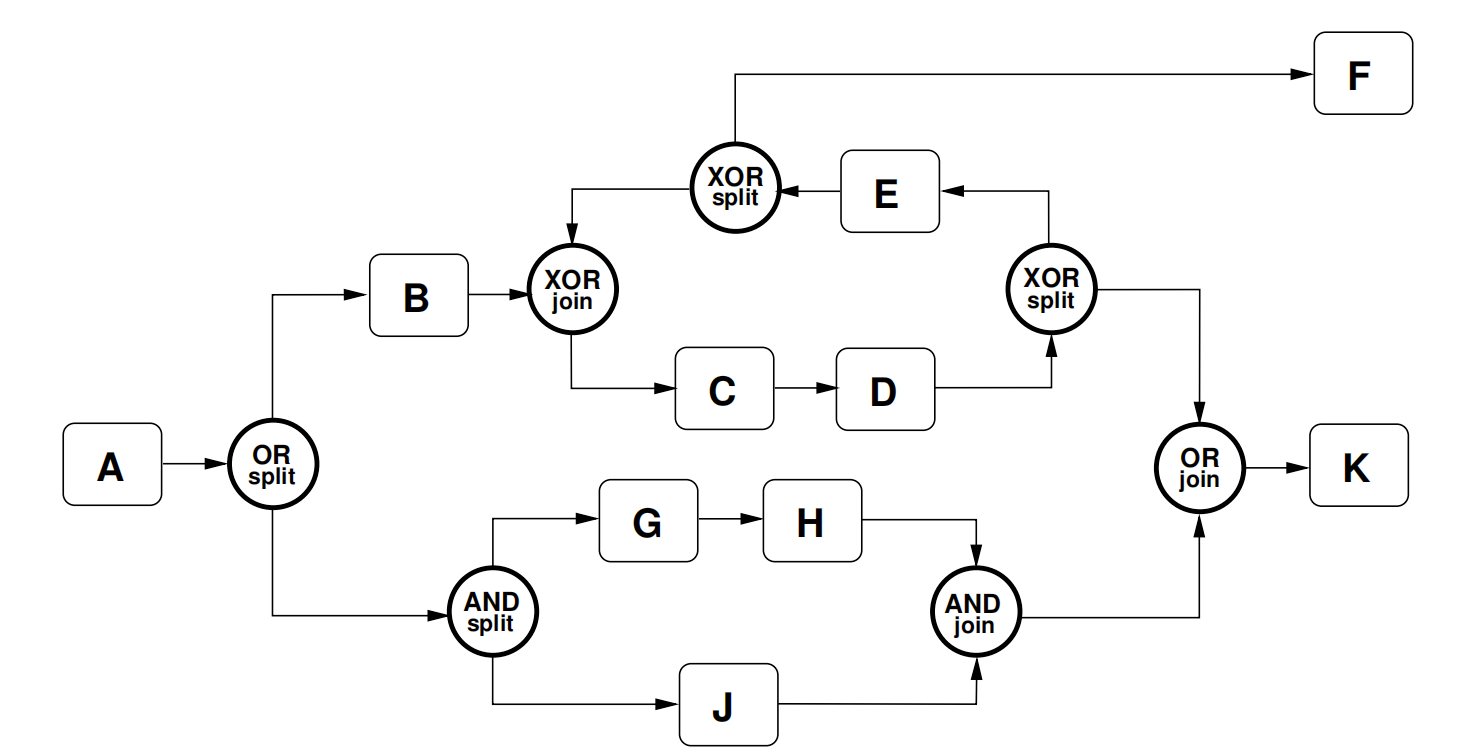 F
XOR
split
E
B
XOR
join
XOR
split
C
D
A
OR
split
OR
join
K
G
H
AND
split
AND
join
J